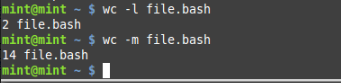 mint@mint ~ $ wc -l file.bash
2 file.bash
mint@mint ~ $ wc -m file.bash
14 file.bash
mint@mint ~ $